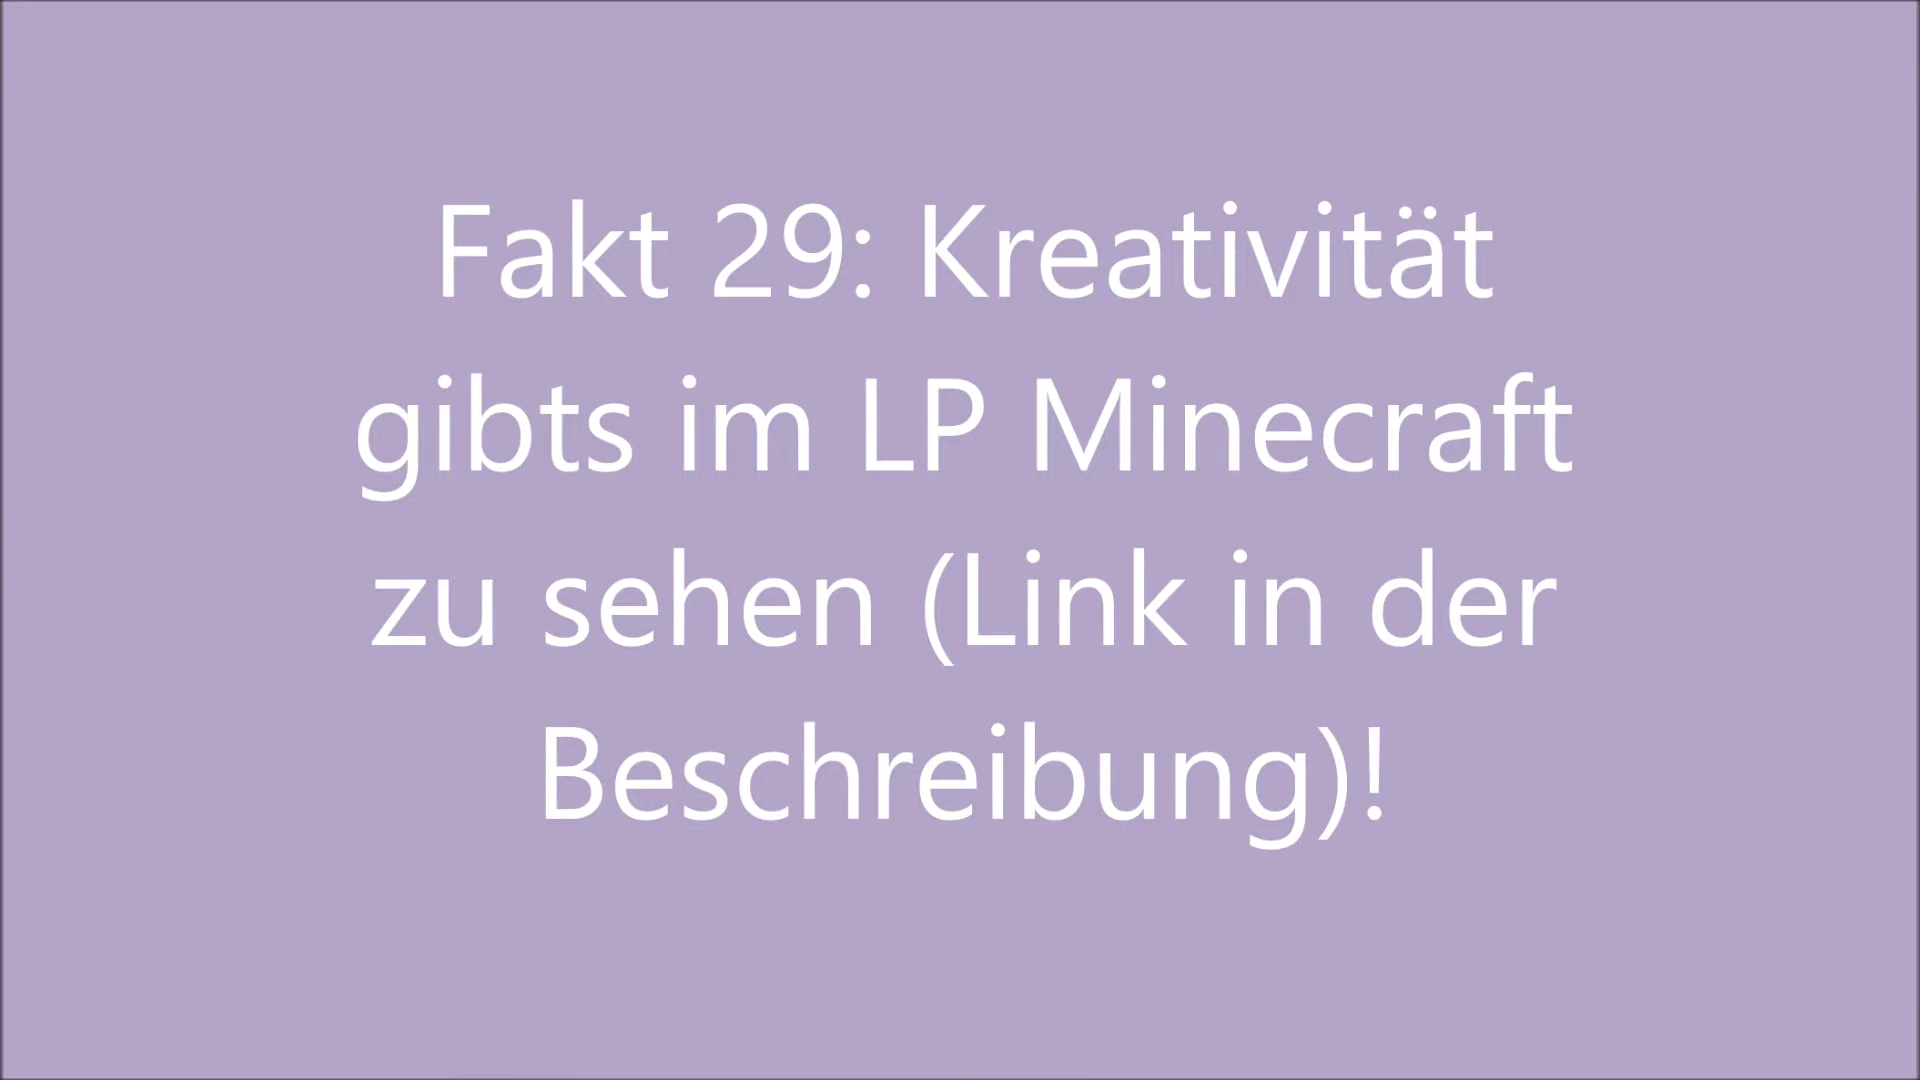 Fakt 29: Kreativität
gibts im LP Minecraft
zu sehen (Link in der
Beschreibung)!